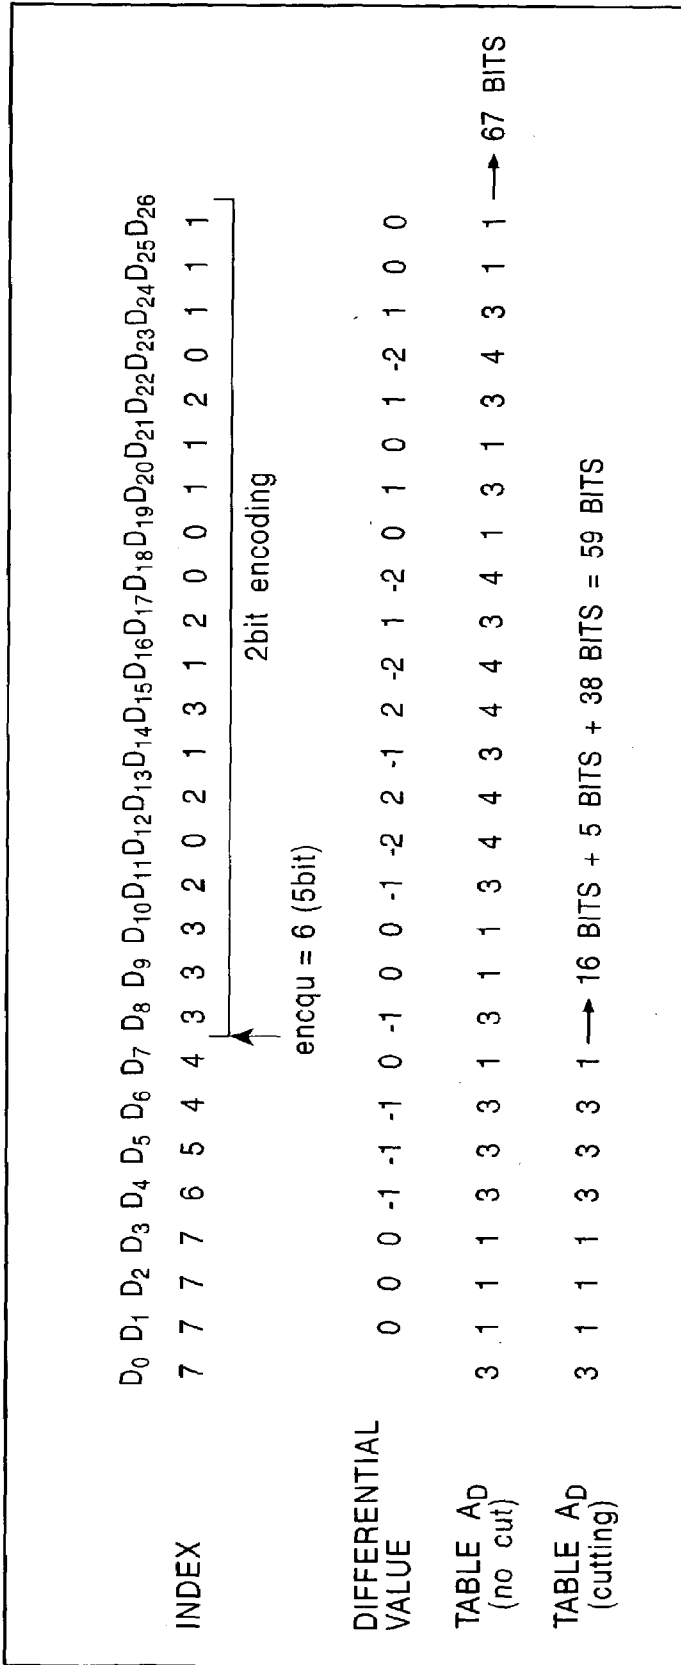 D0 D1 D2 D3 D4 D5 D6 D7 D8 D9 D10 D11 D12 D13 D14 D15 D16 D17 D18 D19 D20 D21 D22 D23 D24 D25 D26
INDEX 7 7 7 7 6 5 4 4 3 3 3 2 0 2 1 3 1 2 0 0 1 1 2 0 1 1 1
2bit encoding
encqu = 6 (5bit)
DIFFERENTIAL
VALUE 0 0 0 -1 -1 -1 0 -1 0 0 -1 -2 2 -1 2 -2 1 -2 0 1 0 1 -2 1 0 0
TABLE AD
(no cut) 3 1 1 1 3 3 3 1 3 1 1 3 4 4 3 4 4 3 4 1 3 1 3 4 3 1 1 → 67 BITS
TABLE AD
(cutting) 3 1 1 1 3 3 3 1 → 16 BITS + 5 BITS + 38 BITS = 59 BITS